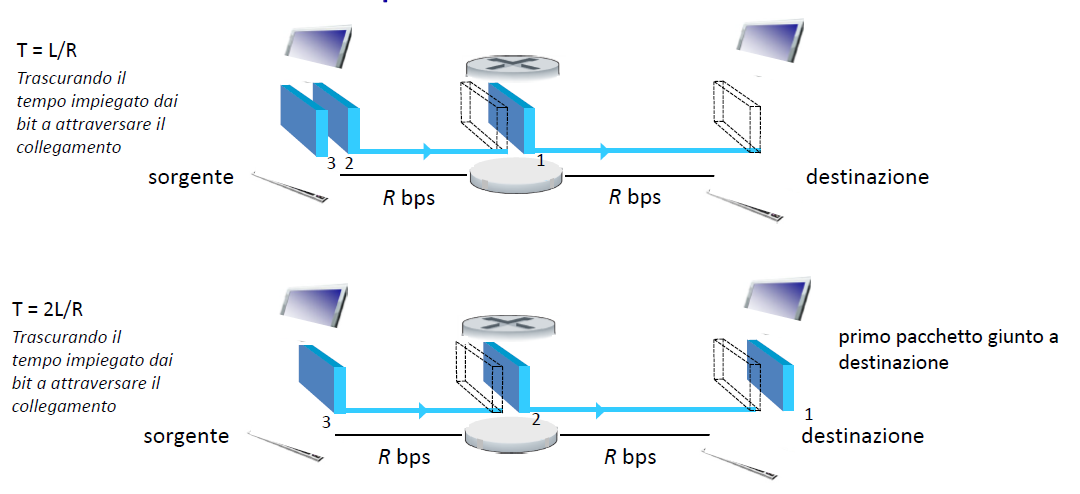 T = L/R
Trascurando il
tempo impiegato dai
bit a attraversare il
collegamento
3 2
1
sorgente
destinazione
R bps
R bps
T = 2L/R
Trascurando il
tempo impiegato dai
bit a attraversare il
collegamento
primo pacchetto giunto a
destinazione
3
2
1
sorgente
destinazione
R bps
R bps